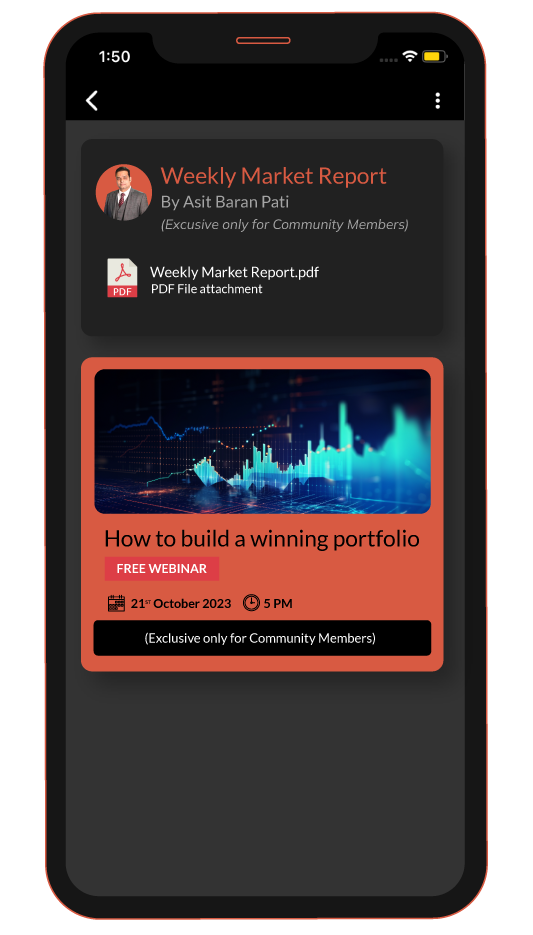 1:50
Weekly Market Report
By Asit Baran Pati
(Excusive only for Community Members)
Weekly Market Report.pdf
PDF
PDF File attachment
How to build a winning portfolio
FREE WEBINAR
21ST October 2023 5 PM
(Exclusive only for Community Members)